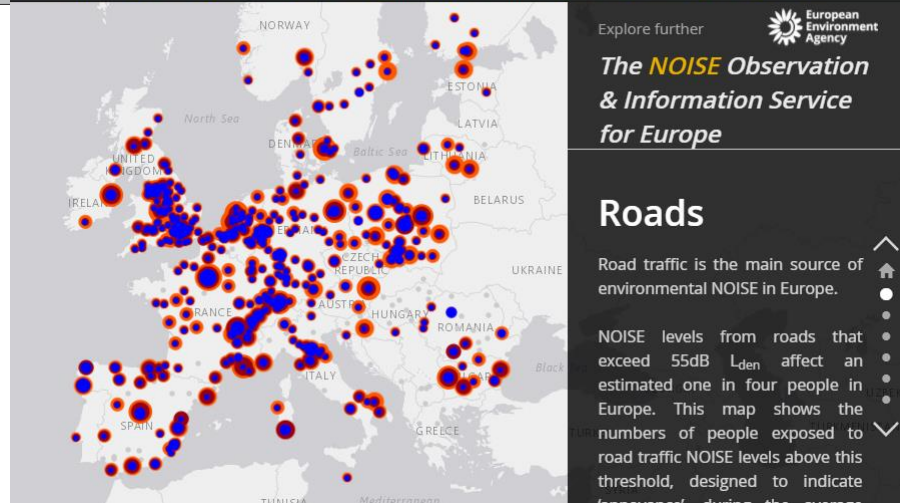 NORWAY
North Sea
ESTONIA
LATVIA
Baltic Sea
LITHUANIA
UNITED
KINGDOM
BELARUS
CZECH
REPUBLIC
UKRAINE
HUNGARY
ROMANIA
Black
ITALY
SPAIN
GREECE
TUNISIA
Mediterranean
Explore further
European
Environment
Agency
The NOISE Observation
& Information Service
for Europe
Roads
Road traffic is the main source of
environmental NOISE in Europe.
NOISE levels from roads that
exceed 55dB Lden affect an
estimated one in four people in
Europe. This map shows the
numbers of people exposed to
road traffic NOISE levels above this
threshold, designed to indicate